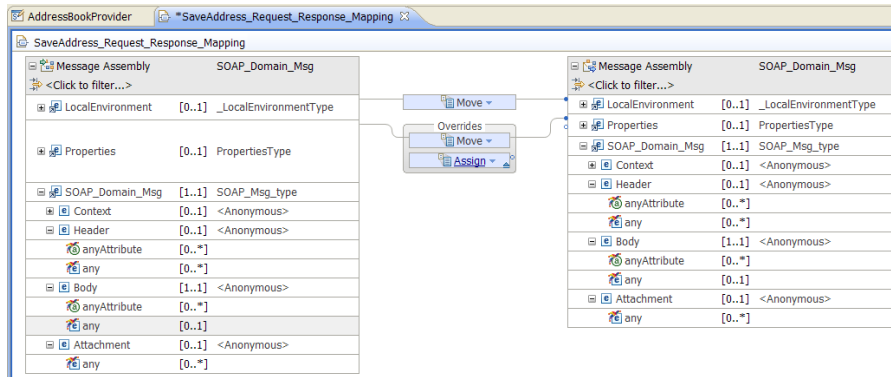 AddressBookProvider *SaveAddress_Request_Response_Mapping
SaveAddress_Request_Response_Mapping
Message Assembly SOAP_Domain_Msg
<Click to filter...>
LocalEnvironment [0..1] _LocalEnvironmentType
Properties [0..1] PropertiesType
SOAP_Domain_Msg [1..1] SOAP_Msg_type
Context [0..1] <Anonymous>
Header [0..1] <Anonymous>
anyAttribute [0..*]
any [0..*]
Body [1..1] <Anonymous>
anyAttribute [0..*]
any [0..1]
Attachment [0..1] <Anonymous>
any [0..*]
Move
Overrides
Move
Assign
Message Assembly SOAP_Domain_Msg
<Click to filter...>
LocalEnvironment [0..1] _LocalEnvironmentType
Properties [0..1] PropertiesType
SOAP_Domain_Msg [1..1] SOAP_Msg_type
Context [0..1] <Anonymous>
Header [0..1] <Anonymous>
anyAttribute [0..*]
any [0..*]
Body [1..1] <Anonymous>
anyAttribute [0..*]
any [0..1]
Attachment [0..1] <Anonymous>
any [0..*]